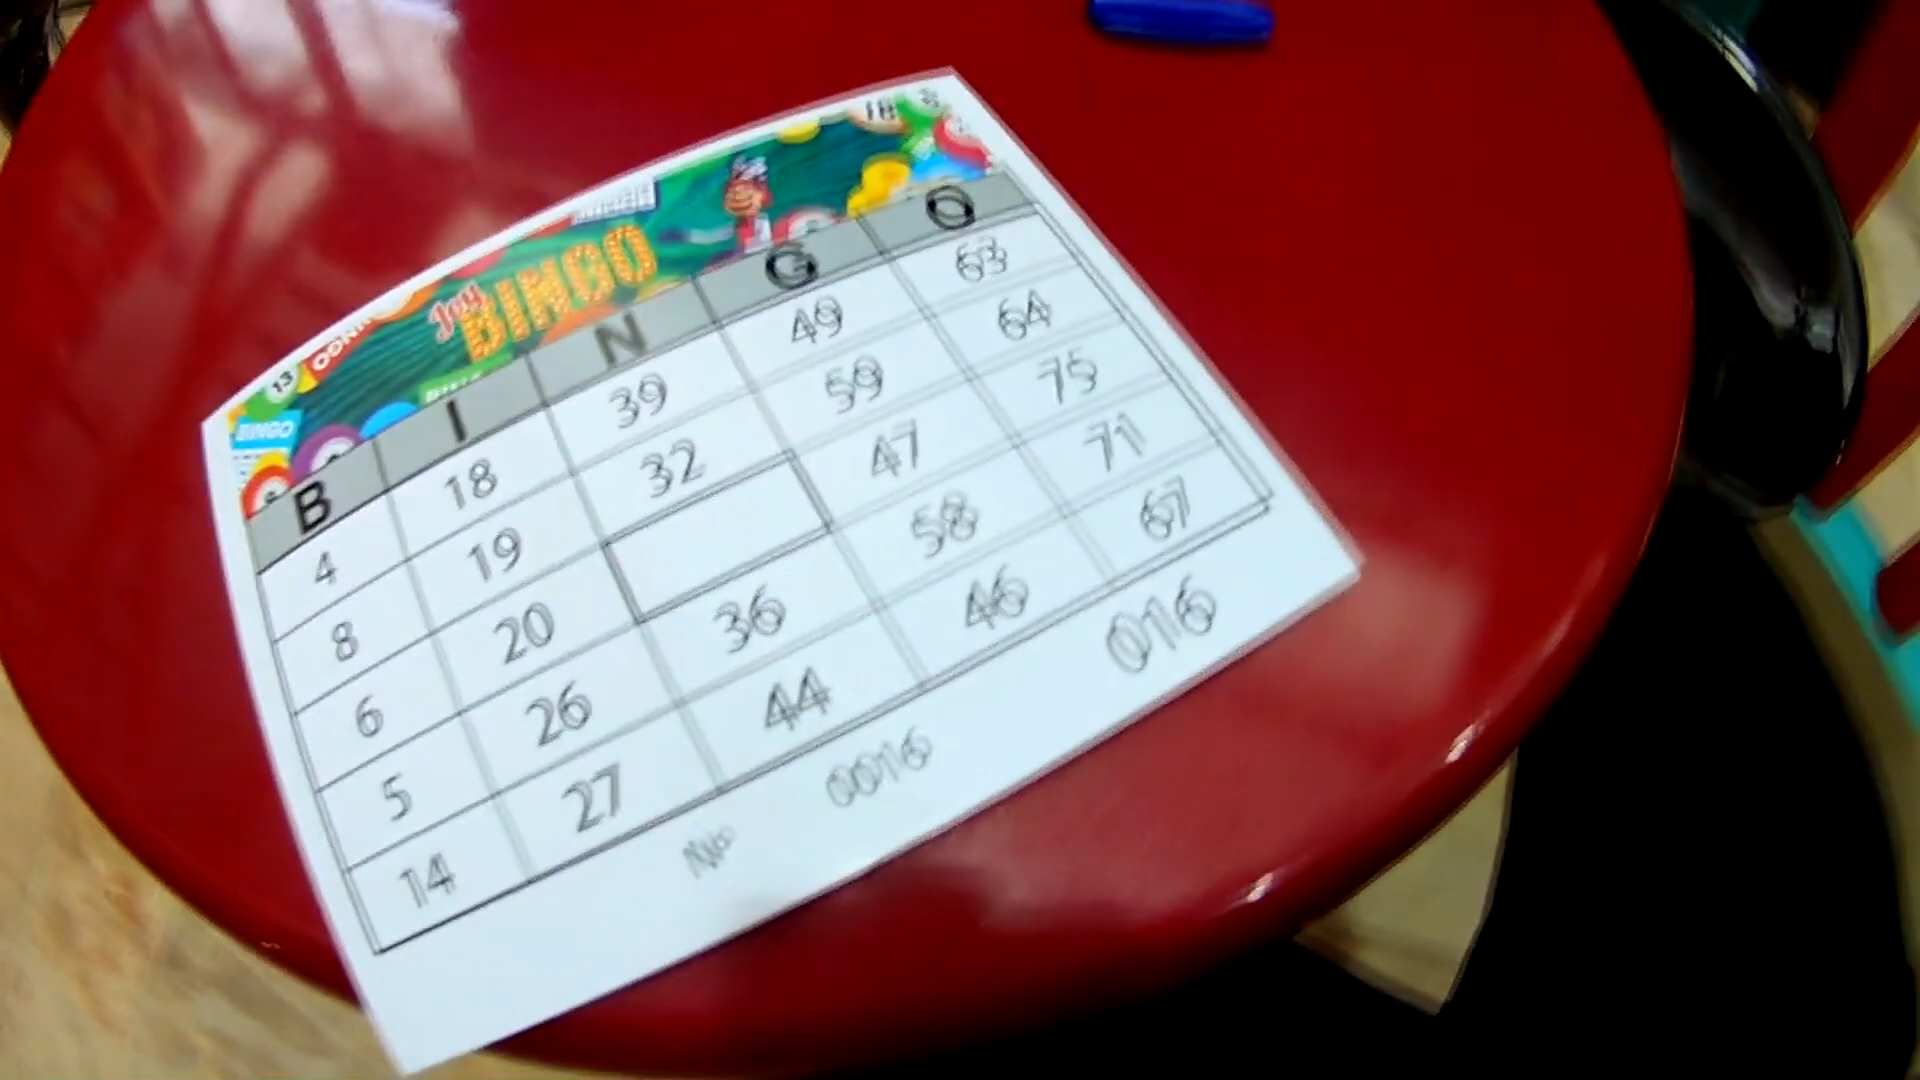 Joy
BINGO
BINGO
13
B I N G O
4 18 39 49 63
8 19 32 59 64
6 20 47 75
5 26 36 58 71
14 27 44 46 67
No 0016 016